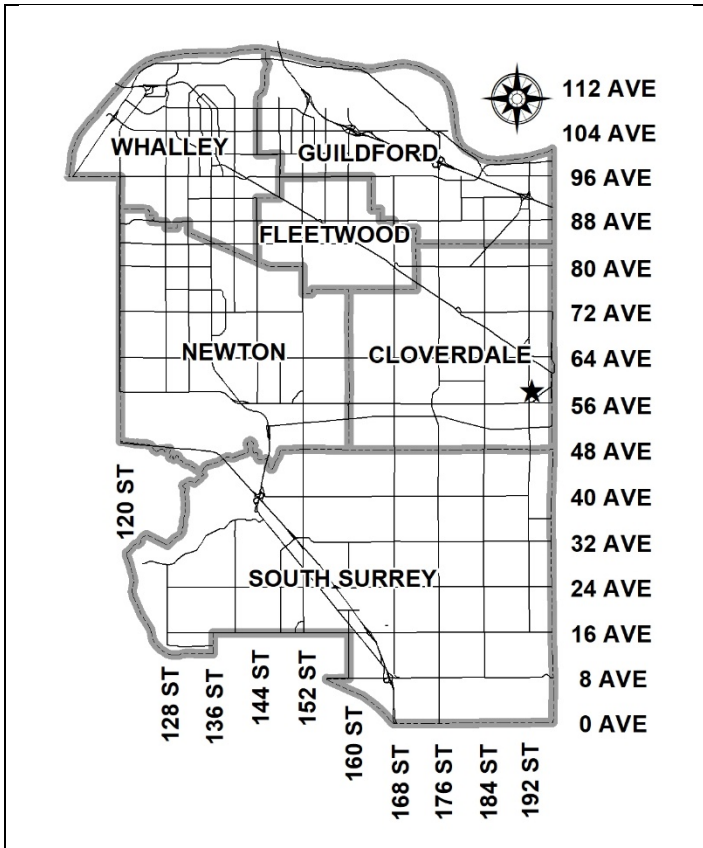 112 AVE
104 AVE
WHALLEY
GUILDFORD
96 AVE
88 AVE
FLEETWOOD
80 AVE
72 AVE
NEWTON
CLOVERDALE
64 AVE
56 AVE
48 AVE
120 ST
40 AVE
32 AVE
SOUTH SURREY
24 AVE
16 AVE
8 AVE
0 AVE
128 ST
136 ST
144 ST
152 ST
160 ST
168 ST
176 ST
184 ST
192 ST